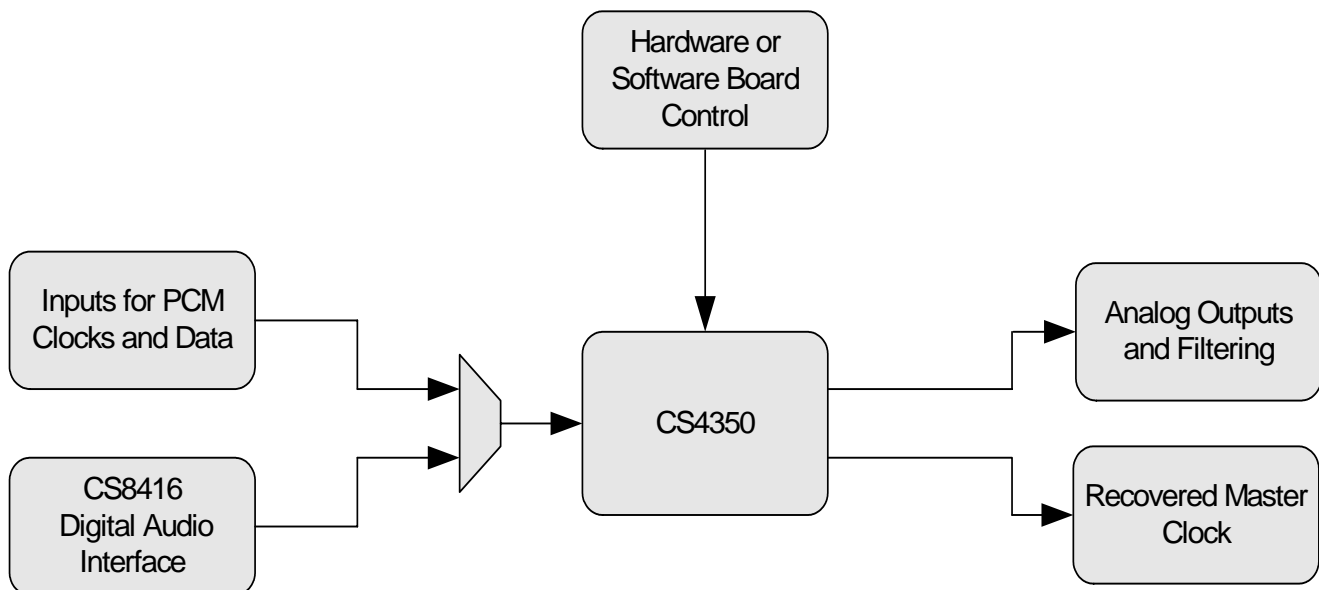 Hardware or
Software Board
Control
Inputs for PCM
Clocks and Data
CS8416
Digital Audio
Interface
CS4350
Analog Outputs
and Filtering
Recovered Master
Clock